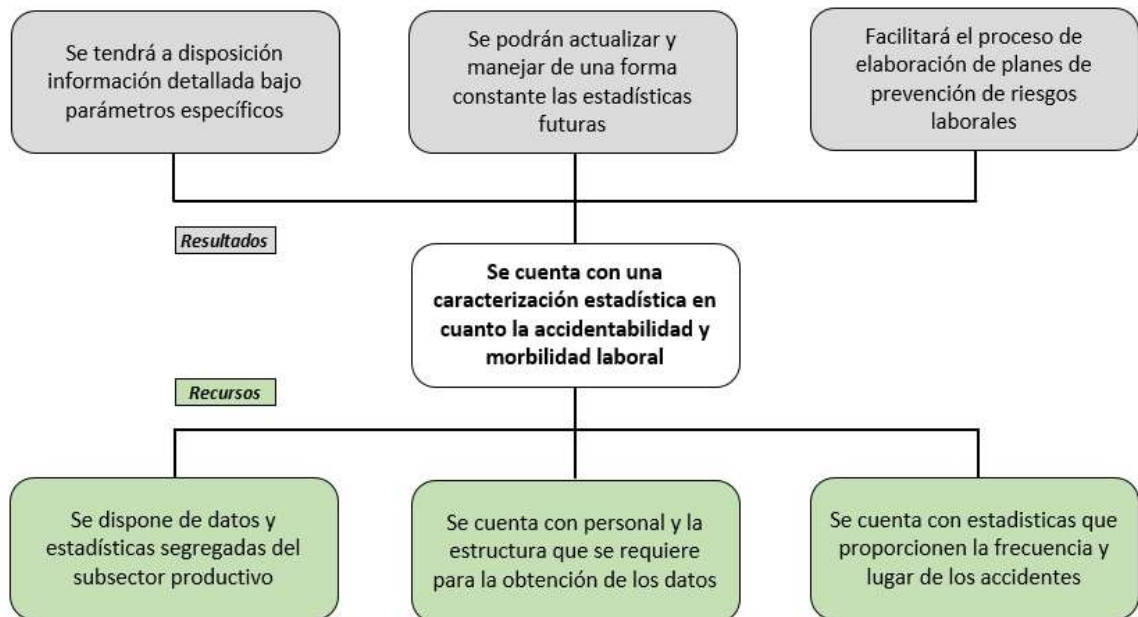 Se tendrá a disposición
información detallada bajo
parámetros específicos
Se podrán actualizar y
manejar de una forma
constante las estadísticas
futuras
Facilitará el proceso de
elaboración de planes de
prevención de riesgos
laborales
Resultados
Se cuenta con una
caracterización estadística en
cuanto la accidentabilidad y
morbilidad laboral
Recursos
Se dispone de datos y
estadísticas segregadas del
subsector productivo
Se cuenta con personal y la
estructura que se requiere
para la obtención de los datos
Se cuenta con estadisticas que
proporcionen la frecuencia y
lugar de los accidentes